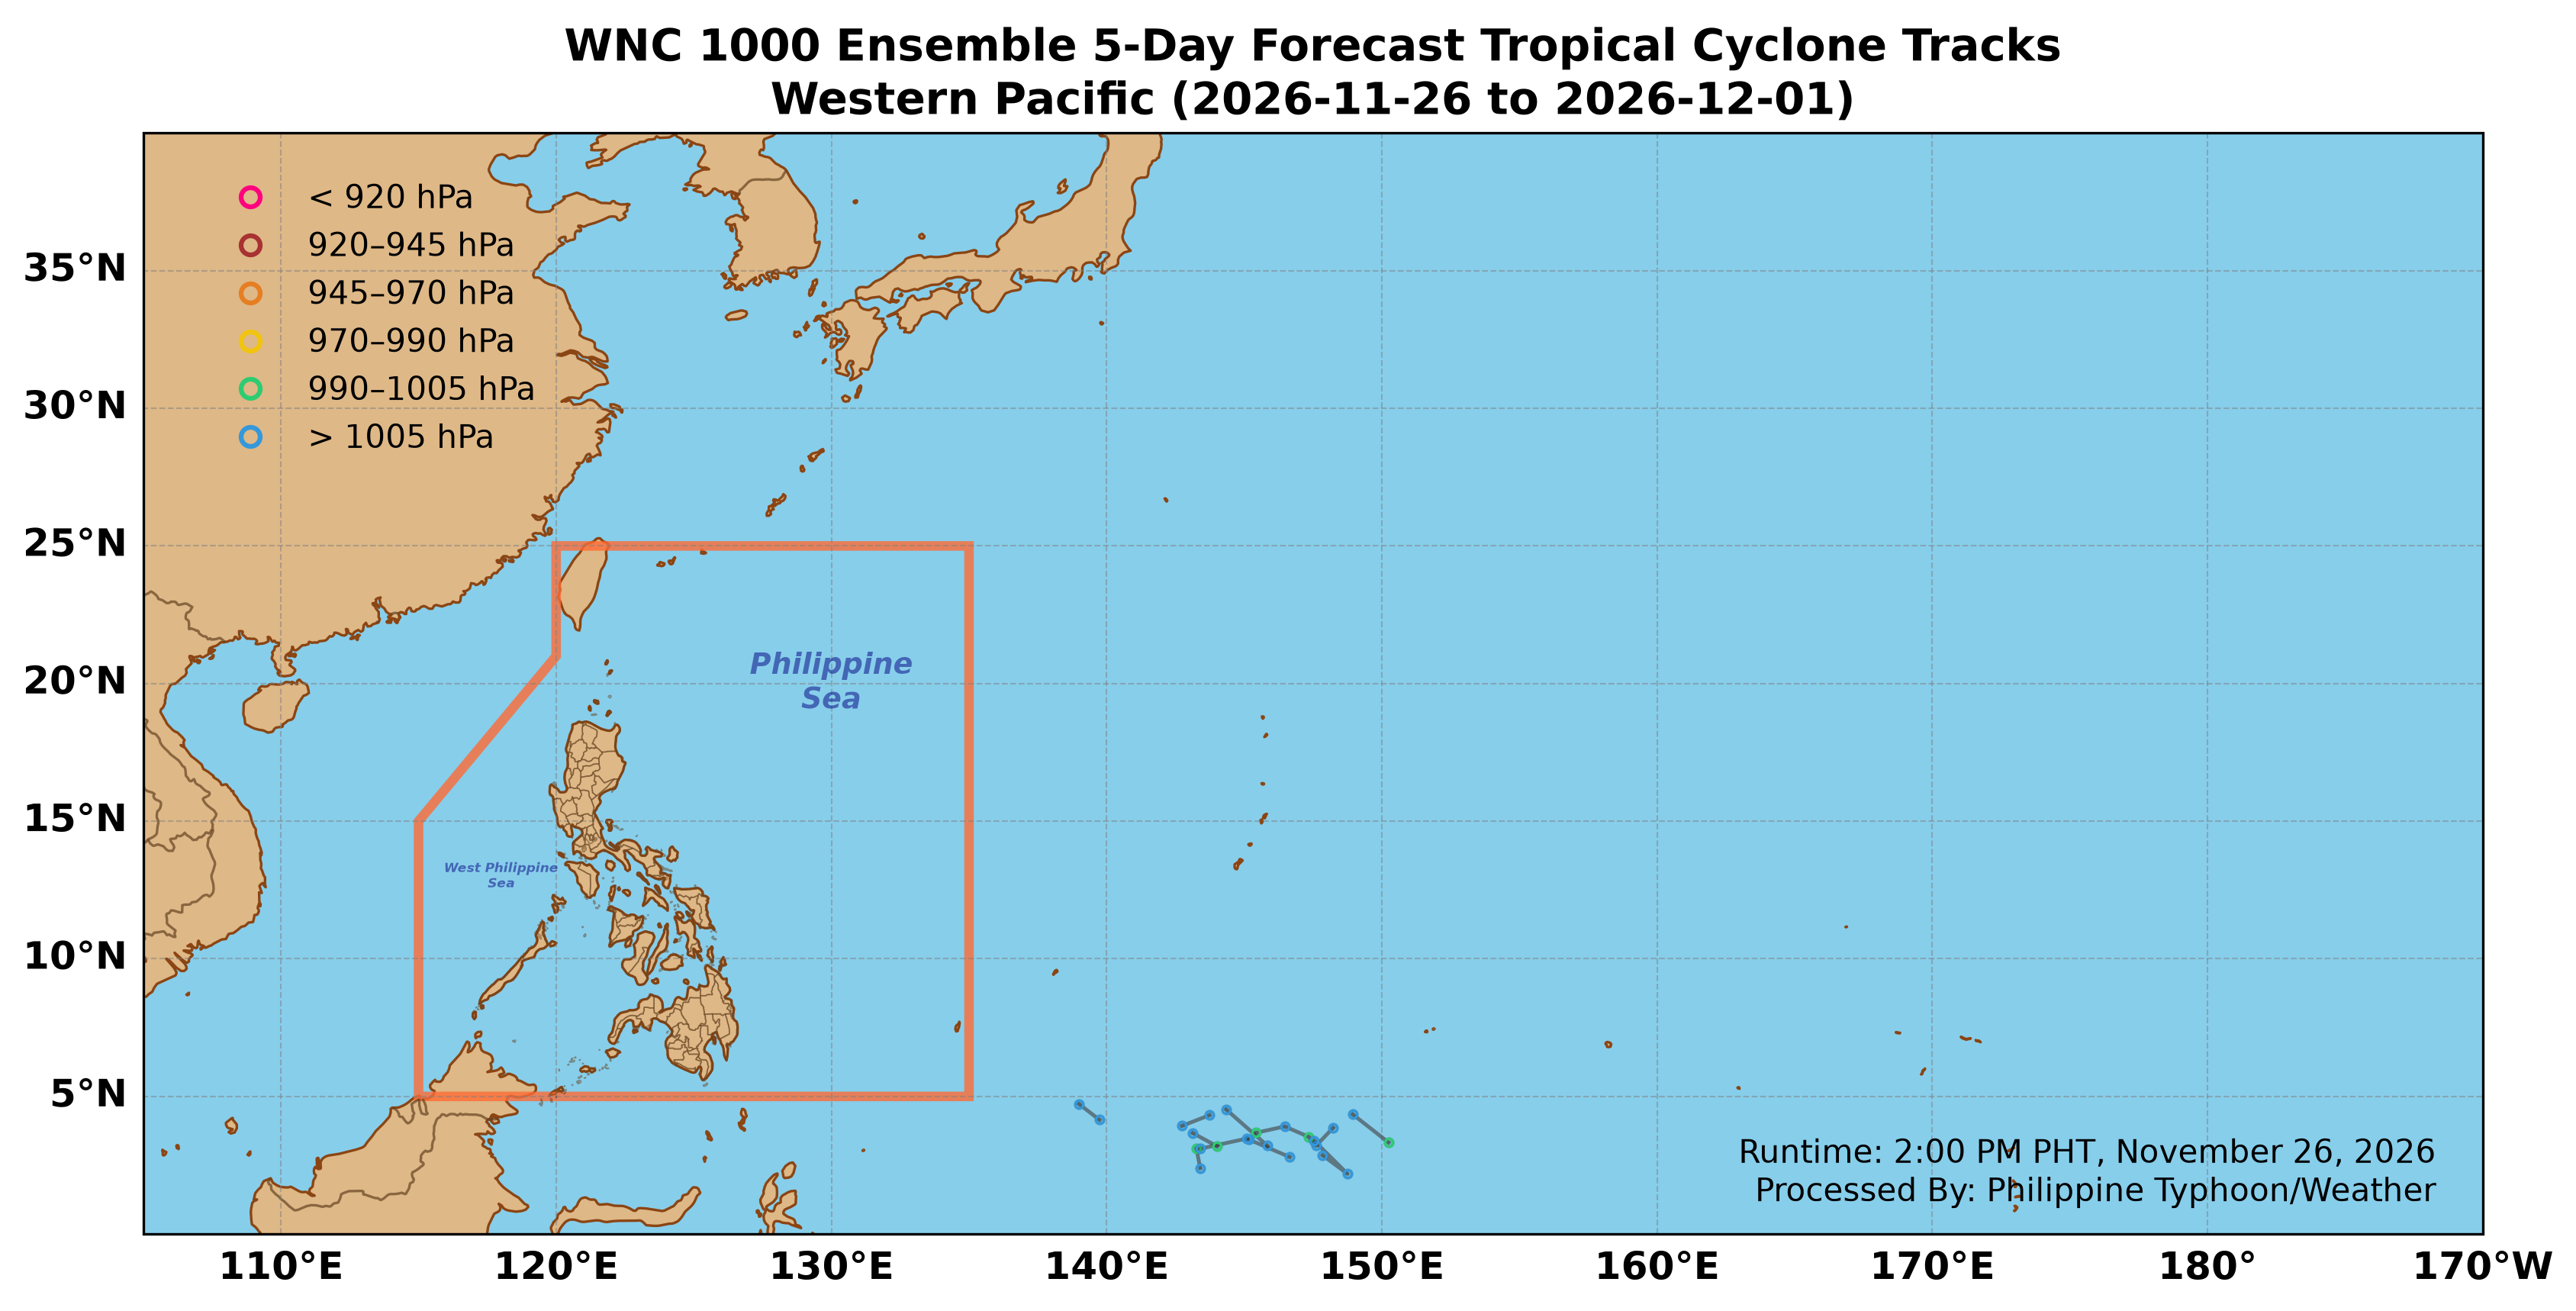 WNC 1000 Ensemble 5-Day Forecast Tropical Cyclone Tracks
Western Pacific (2026-11-26 to 2026-12-01)
< 920 hPa
920–945 hPa
945–970 hPa
970–990 hPa
990–1005 hPa
> 1005 hPa
35°N
30°N
25°N
20°N
15°N
10°N
5°N
Philippine
Sea
West Philippine
Sea
Runtime: 2:00 PM PHT, November 26, 2026
Processed By: Philippine Typhoon/Weather
110°E
120°E
130°E
140°E
150°E
160°E
170°E
180°
170°W